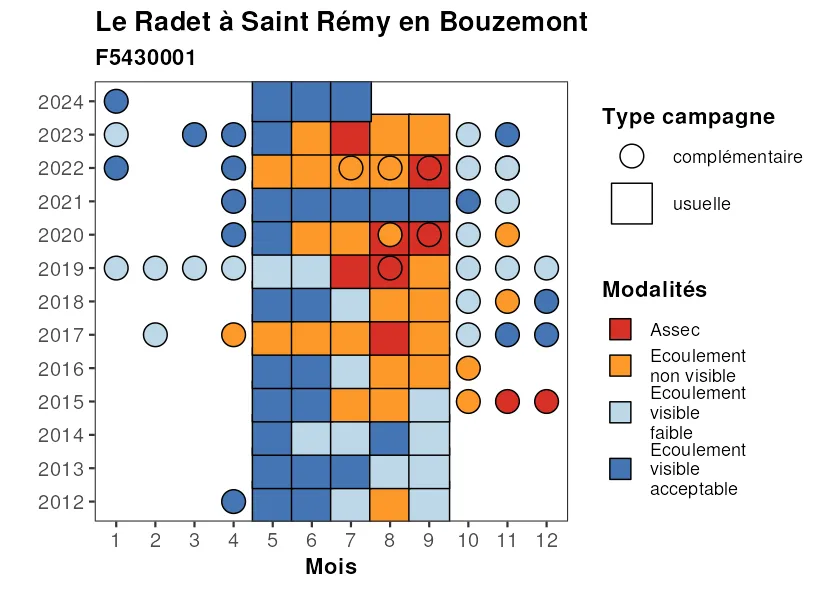 Le Radet à Saint Rémy en Bouzemont
F5430001
2024
2023
2022
2021
2020
2019
2018
2017
2016
2015
2014
2013
2012
1 2 3 4 5 6 7 8 9 10 11 12
Mois
Type campagne
complémentaire
usuelle
Modalités
Assec
Ecoulement
non visible
Ecoulement
visible
faible
Ecoulement
visible
acceptable